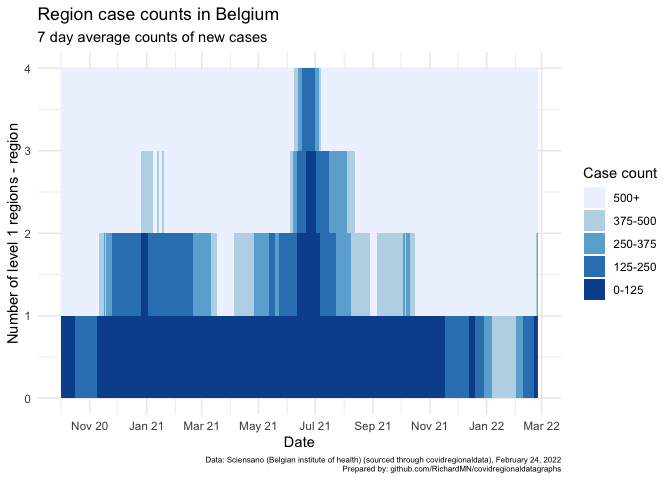 Region case counts in Belgium
7 day average counts of new cases
Number of level 1 regions - region
4
3
2
1
0
Nov 20 Jan 21 Mar 21 May 21 Jul 21 Sep 21 Nov 21 Jan 22 Mar 22
Date
Case count
500+
375-500
250-375
125-250
0-125
Data: Sciensano (Belgian institute of health) (sourced through covidregionaldata), February 24, 2022
Prepared by: github.com/RichardMN/covidregionaldatagraphs